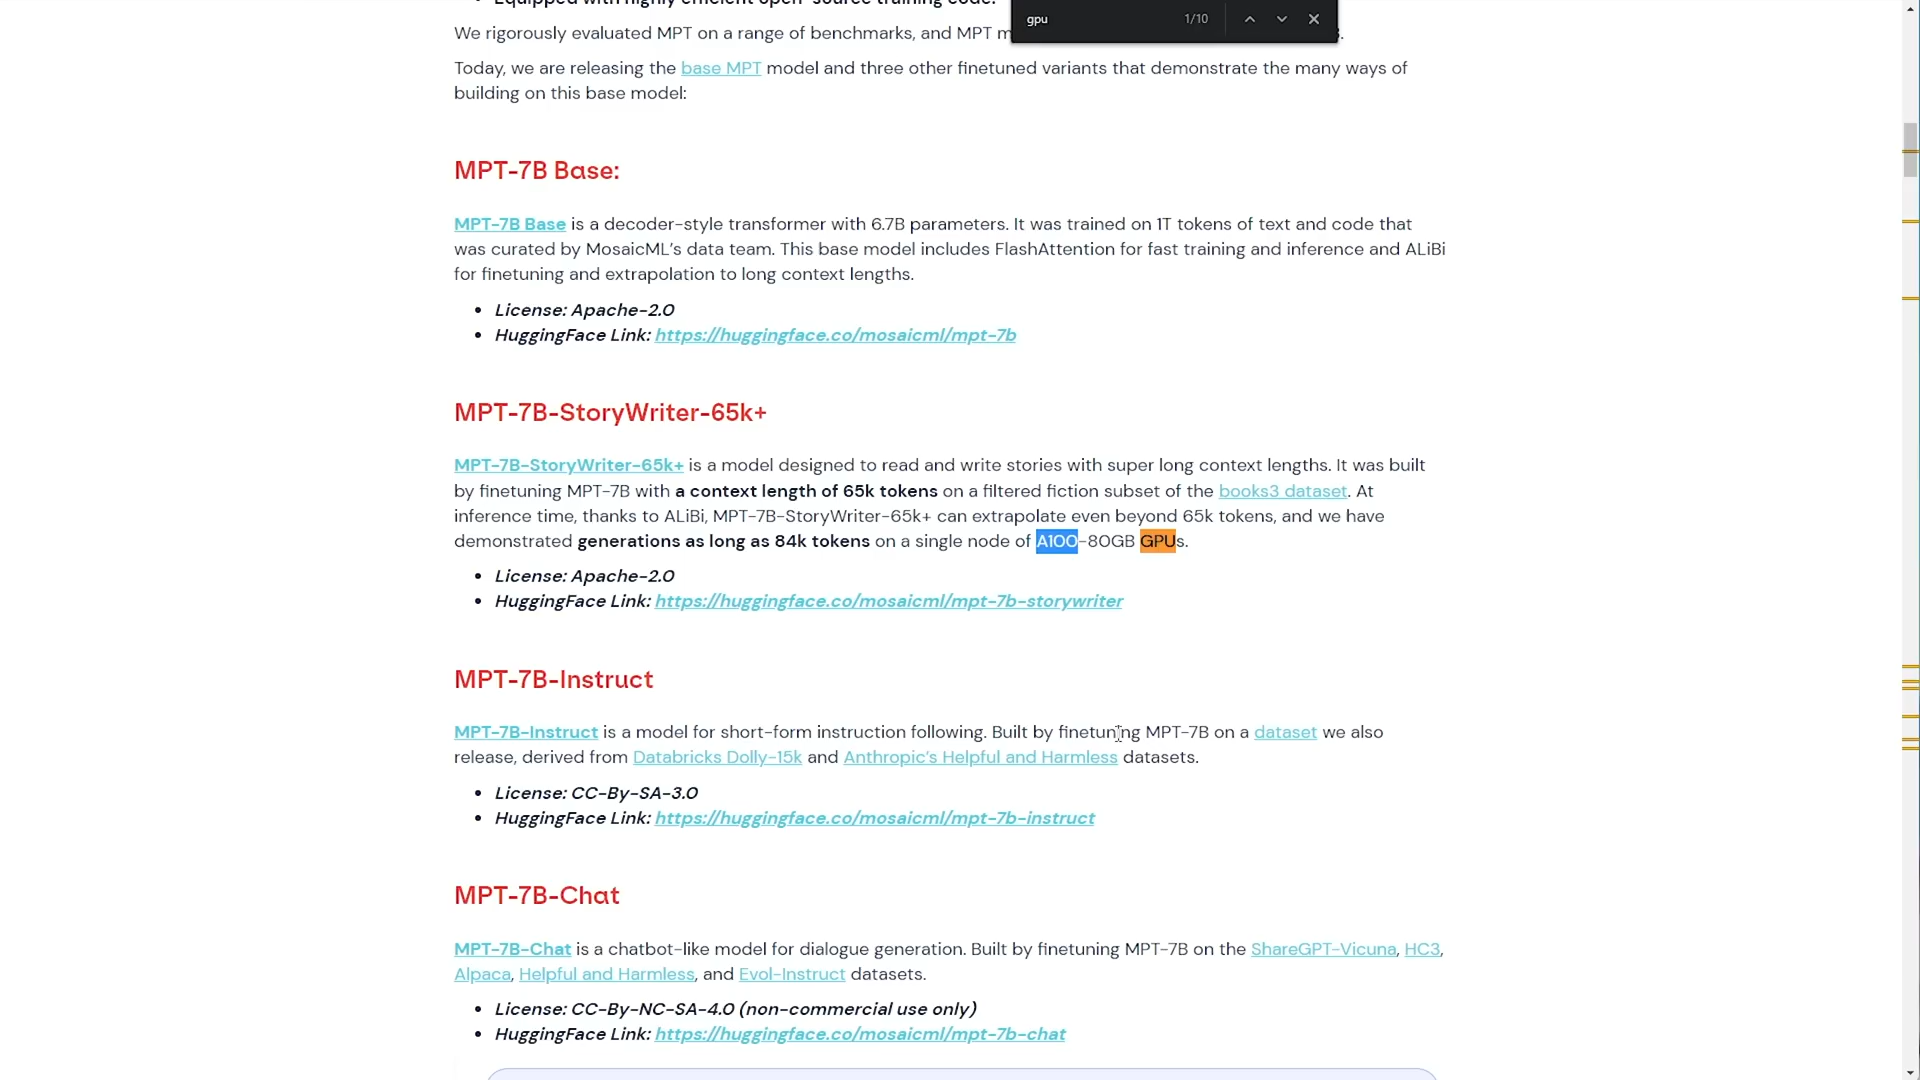 Equipped with highly efficient open-source training code.
gpu
1/10
We rigorously evaluated MPT on a range of benchmarks, and MPT
Today, we are releasing the base MPT model and three other finetuned variants that demonstrate the many ways of
building on this base model:
MPT-7B Base:
MPT-7B Base is a decoder-style transformer with 6.7B parameters. It was trained on 1T tokens of text and code that
was curated by MosaicML's data team. This base model includes FlashAttention for fast training and inference and ALiBi
for finetuning and extrapolation to long context lengths.
• License: Apache-2.0
• HuggingFace Link: https://huggingface.co/mosaicml/mpt-7b
MPT-7B-StoryWriter-65k+
MPT-7B-StoryWriter-65k+ is a model designed to read and write stories with super long context lengths. It was built
by finetuning MPT-7B with a context length of 65k tokens on a filtered fiction subset of the books3 dataset. At
inference time, thanks to ALiBi, MPT-7B-StoryWriter-65k+ can extrapolate even beyond 65k tokens, and we have
demonstrated generations as long as 84k tokens on a single node of A100-80GB GPUs.
• License: Apache-2.0
• HuggingFace Link: https://huggingface.co/mosaicml/mpt-7b-storywriter
MPT-7B-Instruct
MPT-7B-Instruct is a model for short-form instruction following. Built by finetuning MPT-7B on a dataset we also
release, derived from Databricks Dolly-15k and Anthropic's Helpful and Harmless datasets.
• License: CC-By-SA-3.0
• HuggingFace Link: https://huggingface.co/mosaicml/mpt-7b-instruct
MPT-7B-Chat
MPT-7B-Chat is a chatbot-like model for dialogue generation. Built by finetuning MPT-7B on the ShareGPT-Vicuna, HC3,
Alpaca, Helpful and Harmless, and Evol-Instruct datasets.
• License: CC-By-NC-SA-4.0 (non-commercial use only)
• HuggingFace Link: https://huggingface.co/mosaicml/mpt-7b-chat